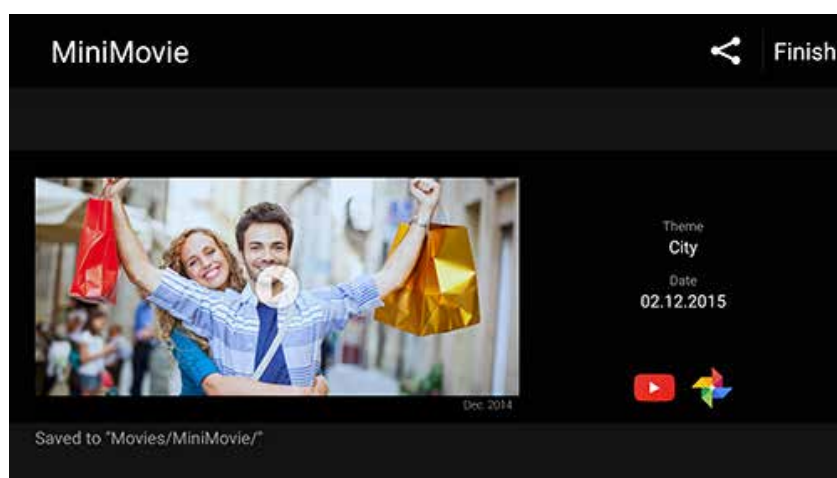 MiniMovie
Finish
Theme
City
Date
02.12.2015
Dec. 2014
Saved to "Movies/MiniMovie/"